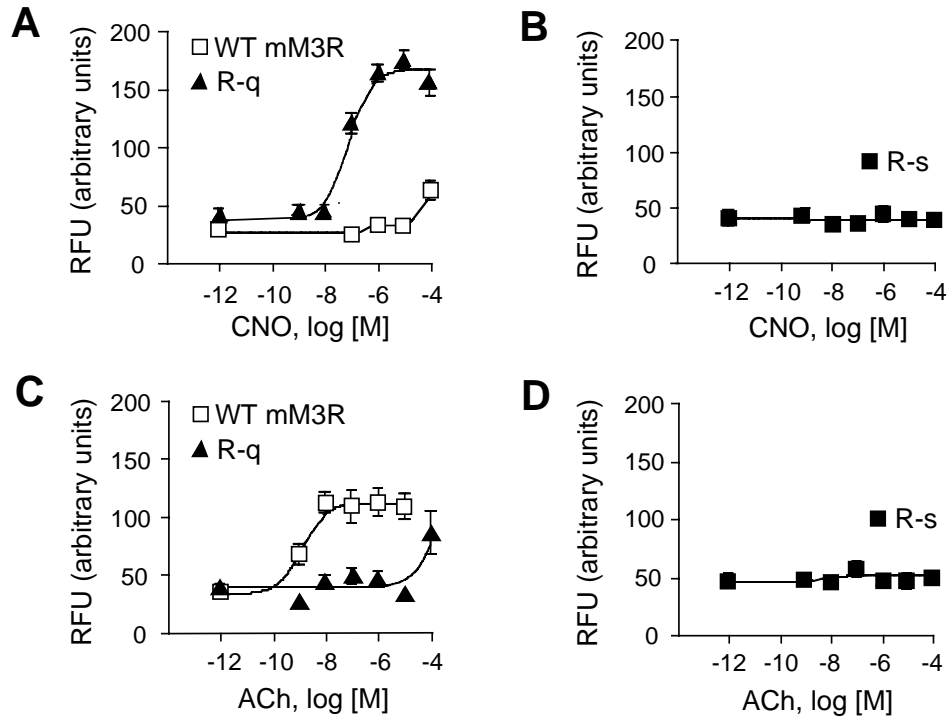 A
RFU (arbitrary units)
200
150
100
50
0
WT mM3R
R-q
-12 -10 -8 -6 -4
CNO, log [M]
B
RFU (arbitrary units)
200
150
100
50
0
R-s
-12 -10 -8 -6 -4
CNO, log [M]
C
RFU (arbitrary units)
200
150
100
50
0
WT mM3R
R-q
-12 -10 -8 -6 -4
ACh, log [M]
D
RFU (arbitrary units)
200
150
100
50
0
R-s
-12 -10 -8 -6 -4
ACh, log [M]